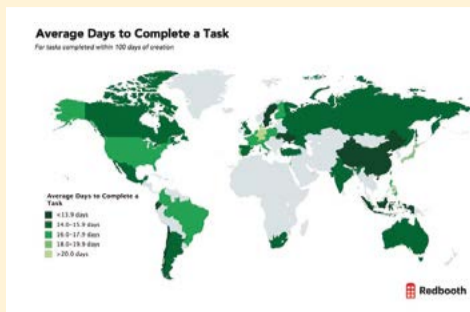 Average Days to Complete a Task
For tasks completed within 100 days of creation
Average Days to Complete a
Task
<13.9 days
14.0-15.9 days
16.0-17.9 days
18.0-19.9 days
>20.0 days
Redbooth